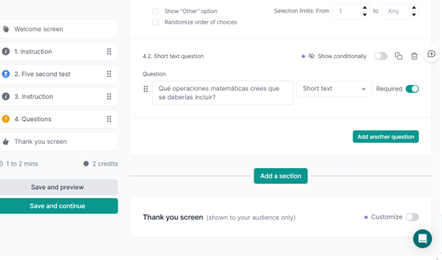 Show "Other" option
Selection limits: From 1 to Any
Randomize order of choices
Welcome screen
1. Instruction
2. Five second test
3. Instruction
4. Questions
Thank you screen
1 to 2 mins
2 credits
Save and preview
Save and continue
4.2. Short text question
Show conditionally
Question
Qué operaciones matemáticas crees que
se deberías incluir?
Short text
Required
Add another question
Add a section
Thank you screen (shown to your audience only)
Customize